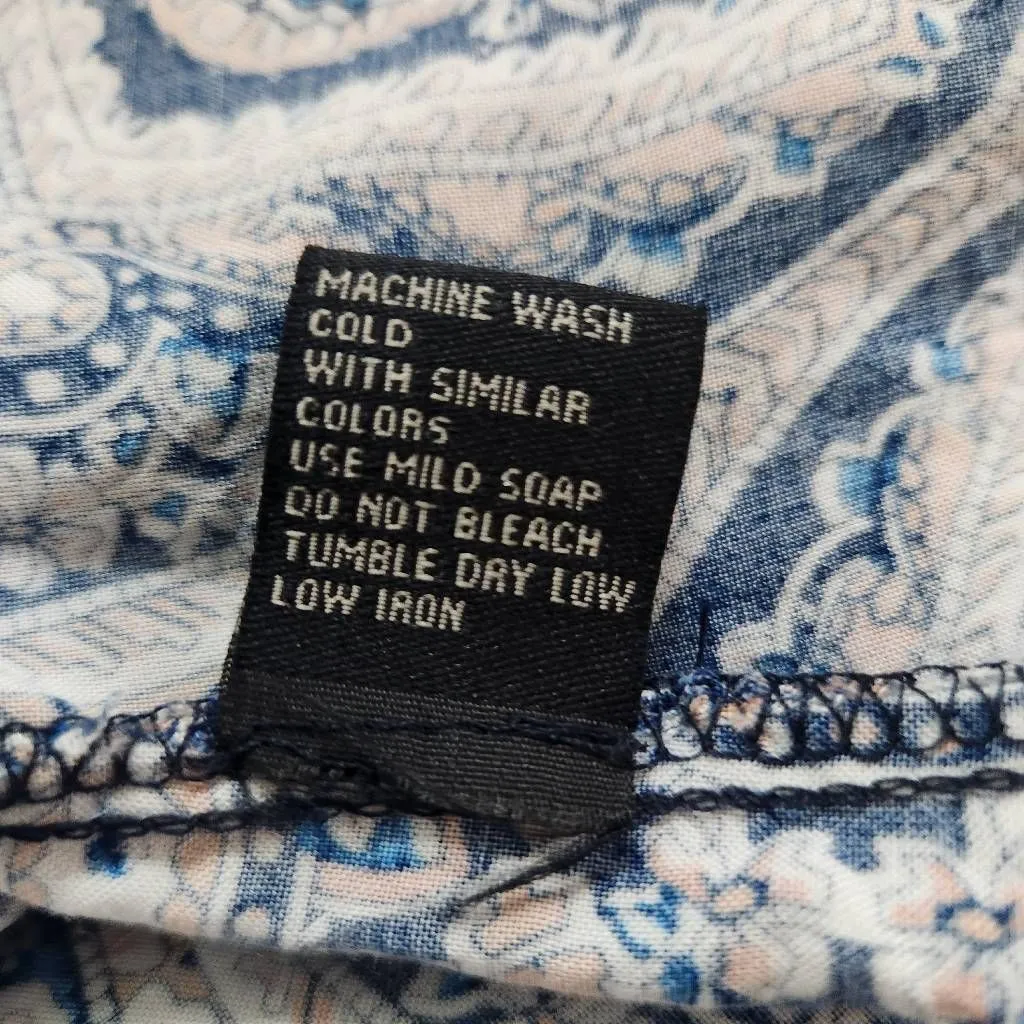 MACHINE WASH
COLD
WITH SIMILAR
COLORS
USE MILD SOAP
DO NOT BLEACH
TUMBLE DRY LOW
LOW IRON